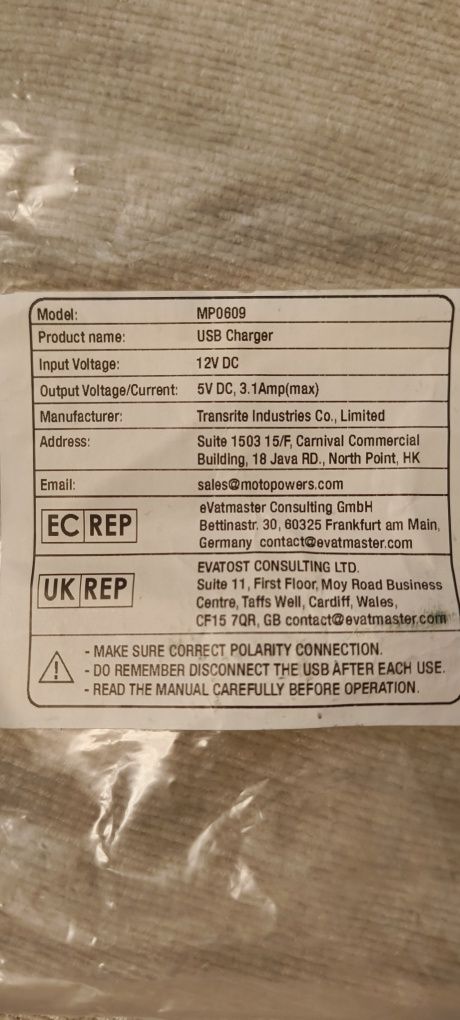 Model: MP0609
Product name: USB Charger
Input Voltage: 12V DC
Output Voltage/Current: 5V DC, 3.1Amp(max)
Manufacturer: Transrite Industries Co., Limited
Address: Suite 1503 15/F, Carnival Commercial
Building, 18 Java RD., North Point, HK
Email: sales@motopowers.com
EC REP
eVatmaster Consulting GmbH
Bettinastr. 30, 60325 Frankfurt am Main,
Germany contact@evatmaster.com
UK REP
EVATOST CONSULTING LTD.
Suite 11, First Floor, Moy Road Business
Centre, Taffs Well, Cardiff, Wales,
CF15 7QR, GB contact@evatmaster.com
- MAKE SURE CORRECT POLARITY CONNECTION.
- DO REMEMBER DISCONNECT THE USB AFTER EACH USE.
- READ THE MANUAL CAREFULLY BEFORE OPERATION.